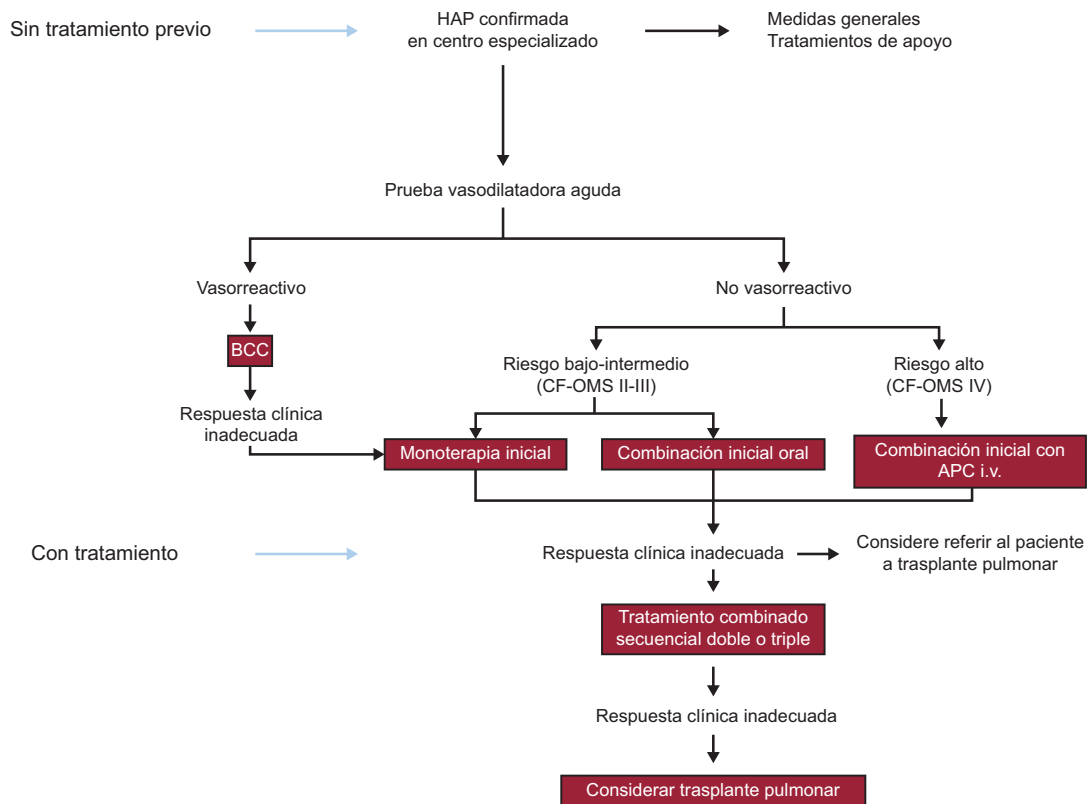 Sin tratamiento previo
HAP confirmada
en centro especializado
Medidas generales
Tratamientos de apoyo
Prueba vasodilatadora aguda
Vasorreactivo
No vasorreactivo
BCC
Riesgo bajo-intermedio
(CF-OMS II-III)
Riesgo alto
(CF-OMS IV)
Respuesta clínica
inadecuada
Monoterapia inicial
Combinación inicial oral
Combinación inicial con
APC i.v.
Con tratamiento
Respuesta clínica inadecuada
Considere referir al paciente
a trasplante pulmonar
Tratamiento combinado
secuencial doble o triple
Respuesta clínica inadecuada
Considerar trasplante pulmonar